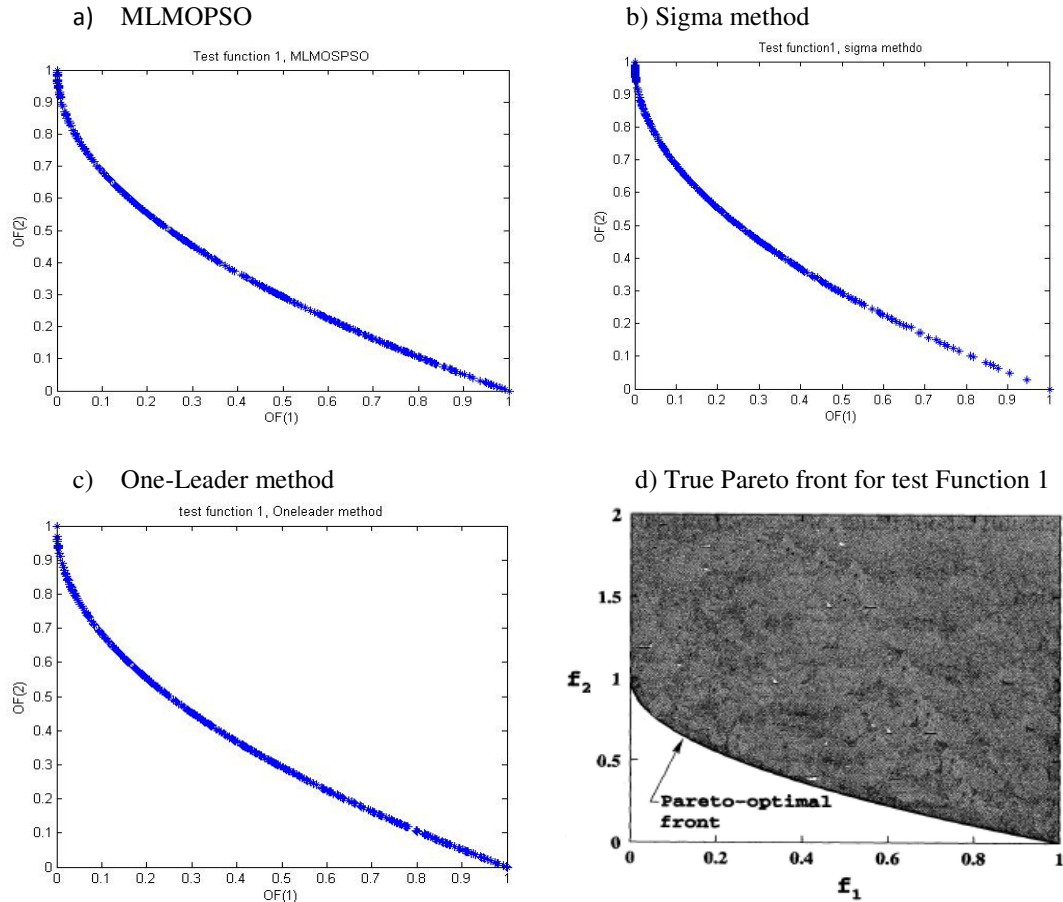 a) MLMOPSO
Test function 1, MLMOSPSO
1
0.9
0.8
0.7
0.6
0.5
0.4
0.3
0.2
0.1
0
OF(2)
0 0.1 0.2 0.3 0.4 0.5 0.6 0.7 0.8 0.9 1
OF(1)
b) Sigma method
Test function1, sigma methdo
1
0.9
0.8
0.7
0.6
0.5
0.4
0.3
0.2
0.1
0
OF(2)
0 0.1 0.2 0.3 0.4 0.5 0.6 0.7 0.8 0.9 1
OF(1)
c) One-Leader method
test function 1, Oneleader method
1
0.9
0.8
0.7
0.6
0.5
0.4
0.3
0.2
0.1
0
OF(2)
0 0.1 0.2 0.3 0.4 0.5 0.6 0.7 0.8 0.9 1
OF(1)
d) True Pareto front for test Function 1
2
1.5
1
f2
0.5
0
Pareto-optimal
front
0 0.2 0.4 0.6 0.8 1
f1